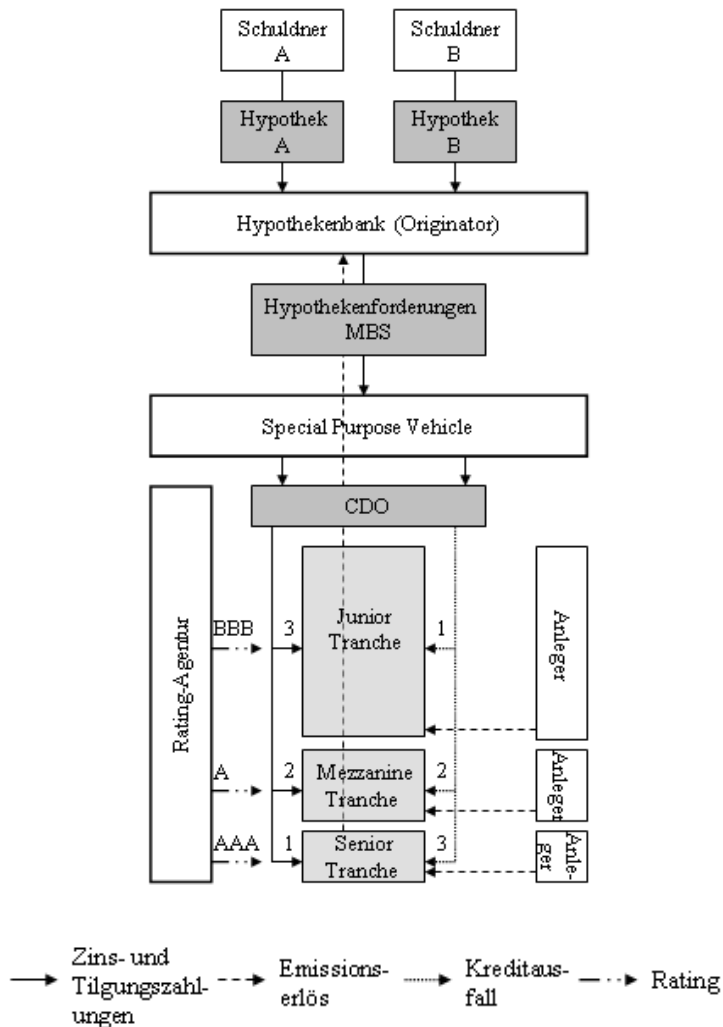 Schuldner
A
Schuldner
B
Hypothek
A
Hypothek
B
Hypothekenbank (Originator)
Hypothekenforderungen
MBS
Special Purpose Vehicle
CDO
Rating-Agentur
BBB
3
Junior
Tranche
1
Anleger
A
2
Mezzanine
Tranche
2
Anleger
AAA
1
Senior
Tranche
3
Anle-
ger
Zins- und
Tilgungszahl-
ungen
Emissions-
erlös
Kreditaus-
fall
Rating